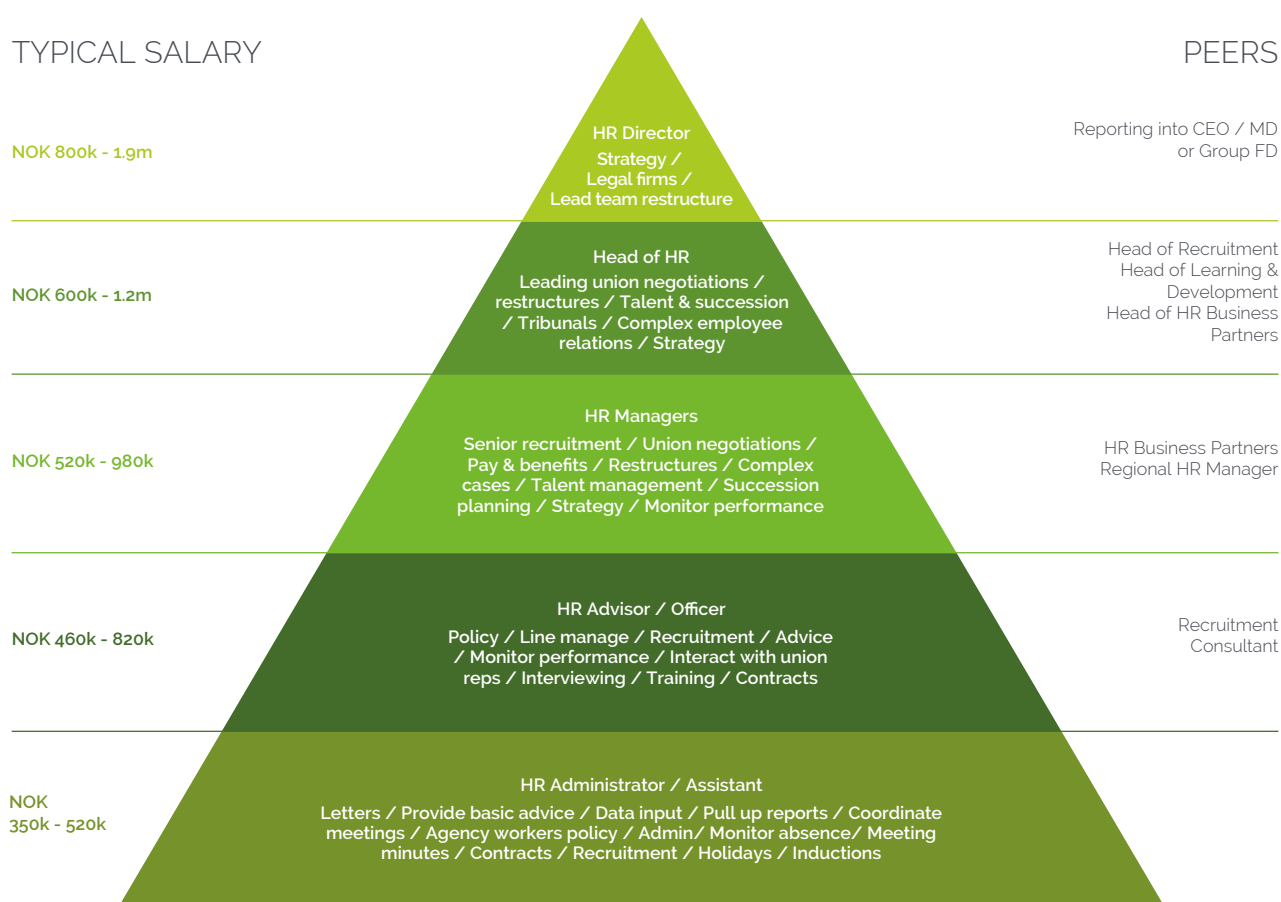 TYPICAL SALARY
PEERS
NOK 800k - 1.9m
HR Director
Strategy /
Legal firms /
Lead team restructure
Reporting into CEO / MD
or Group FD
NOK 600k - 1.2m
Head of HR
Leading union negotiations /
restructures / Talent & succession
/ Tribunals / Complex employee
relations / Strategy
Head of Recruitment
Head of Learning &
Development
Head of HR Business
Partners
NOK 520k - 980k
HR Managers
Senior recruitment / Union negotiations /
Pay & benefits / Restructures / Complex
cases / Talent management / Succession
planning / Strategy / Monitor performance
HR Business Partners
Regional HR Manager
NOK 460k - 820k
HR Advisor / Officer
Policy / Line manage / Recruitment / Advice
/ Monitor performance / Interact with union
reps / Interviewing / Training / Contracts
Recruitment
Consultant
NOK
350k - 520k
HR Administrator / Assistant
Letters / Provide basic advice / Data input / Pull up reports / Coordinate
meetings / Agency workers policy / Admin/ Monitor absence/ Meeting
minutes / Contracts / Recruitment / Holidays / Inductions